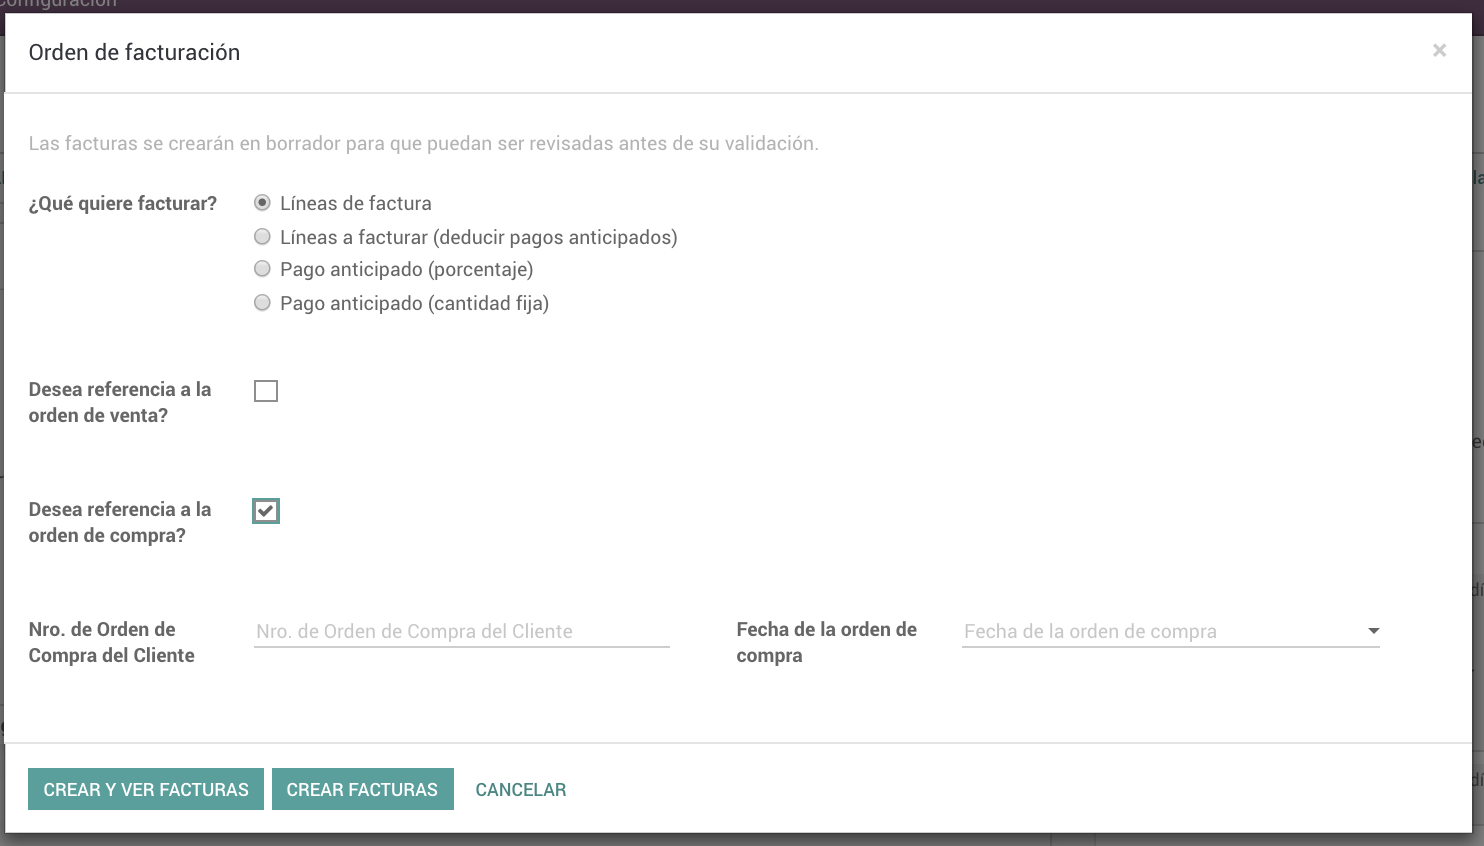 Configuración
Orden de facturación
×
Las facturas se crearán en borrador para que puedan ser revisadas antes de su validación.
¿Qué quiere facturar?
Líneas de factura
Líneas a facturar (deducir pagos anticipados)
Pago anticipado (porcentaje)
Pago anticipado (cantidad fija)
Desea referencia a la
orden de venta?
Desea referencia a la
orden de compra?
Nro. de Orden de
Compra del Cliente
Nro. de Orden de Compra del Cliente
Fecha de la orden de
compra
Fecha de la orden de compra
CREAR Y VER FACTURAS
CREAR FACTURAS
CANCELAR